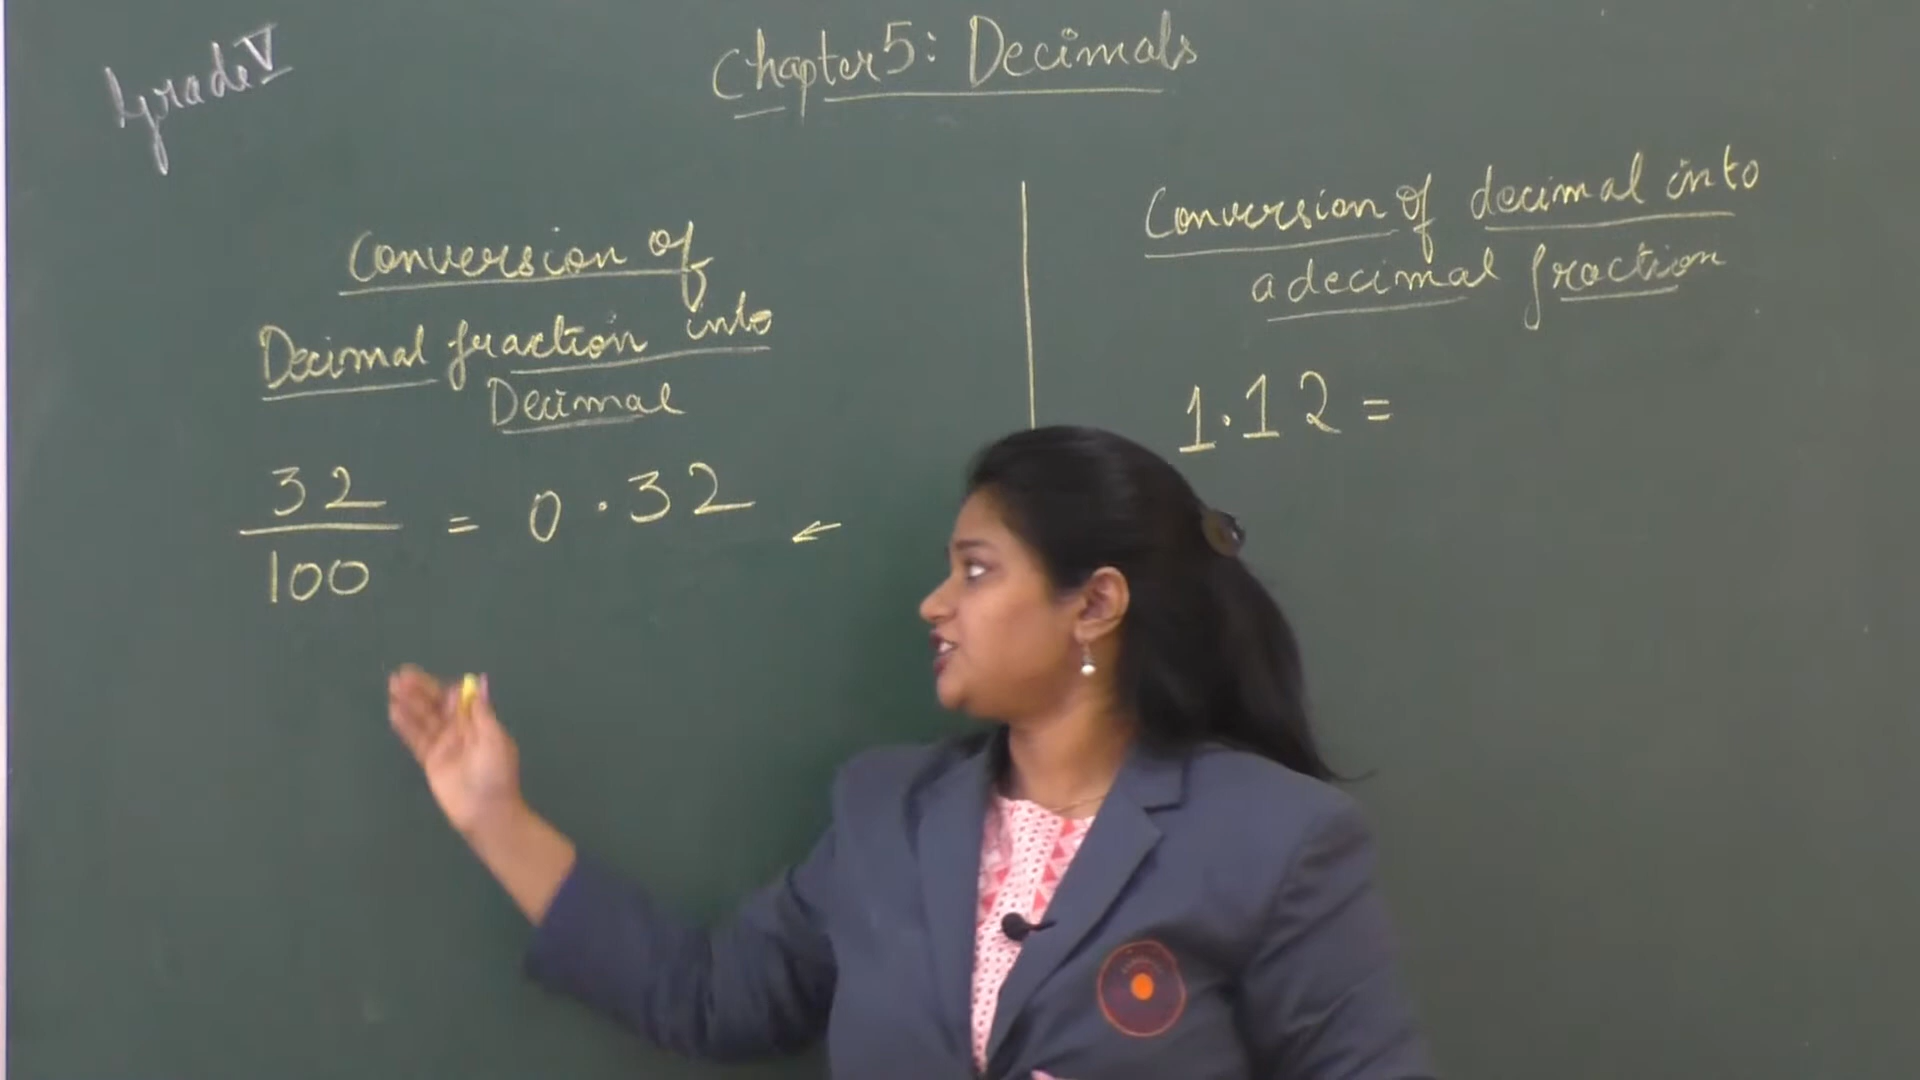 Grade V
Chapter 5: Decimals
Conversion of
Decimal fraction into
Decimal
32/100 = 0.32 ←
Conversion of decimal into
a decimal fraction
1.12 =